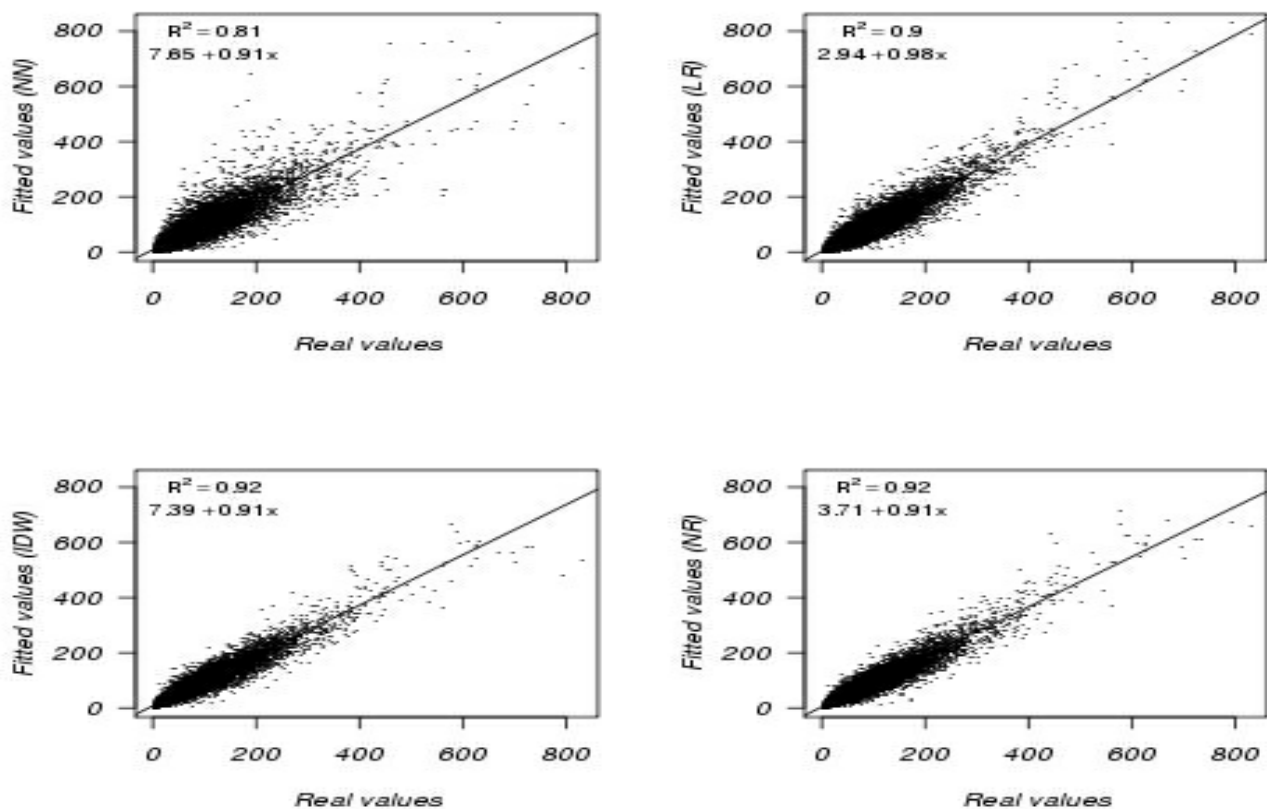 R² = 0.81
7.65 +0.91x
800
600
400
200
0
Fitted values (NN)
0 200 400 600 800
Real values
R² = 0.9
2.94 +0.98x
800
600
400
200
0
Fitted values (LR)
0 200 400 600 800
Real values
R² = 0.92
7.39 +0.91x
800
600
400
200
0
Fitted values (IDW)
0 200 400 600 800
Real values
R² = 0.92
3.71 +0.91x
800
600
400
200
0
Fitted values (NR)
0 200 400 600 800
Real values